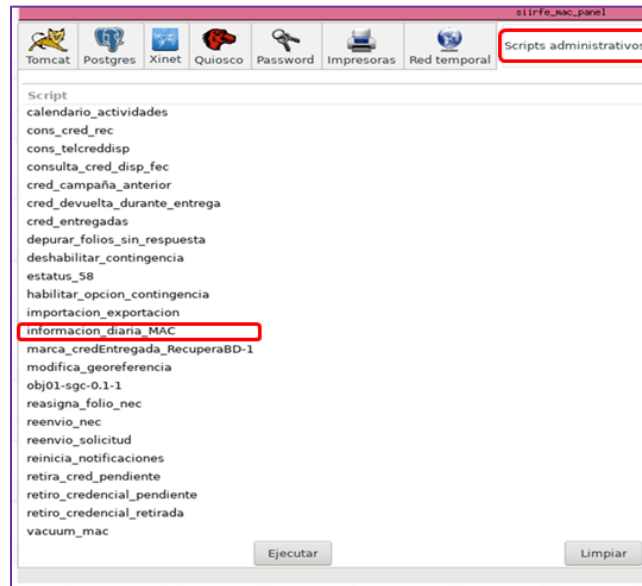 siirfe_mac_panel
Tomcat Postgres Xinet Quiosco Password Impresoras Red temporal Scripts administrativos
Script
calendario_actividades
cons_cred_rec
cons_telcreddisp
consulta_cred_disp_fec
cred_campaña_anterior
cred_devuelta_durante_entrega
cred_entregadas
depurar_folios_sin_respuesta
deshabilitar_contingencia
estatus_58
habilitar_opcion_contingencia
importacion_exportacion
informacion_diaria_MAC
marca_credEntregada_RecuperaBD-1
modifica_georeferencia
obj01-sgc-0.1-1
reasigna_folio_nec
reenvio_nec
reenvio_solicitud
reinicia_notificaciones
retira_cred_pendiente
retiro_credencial_pendiente
retiro_credencial_retirada
vacuum_mac
Ejecutar Limpiar